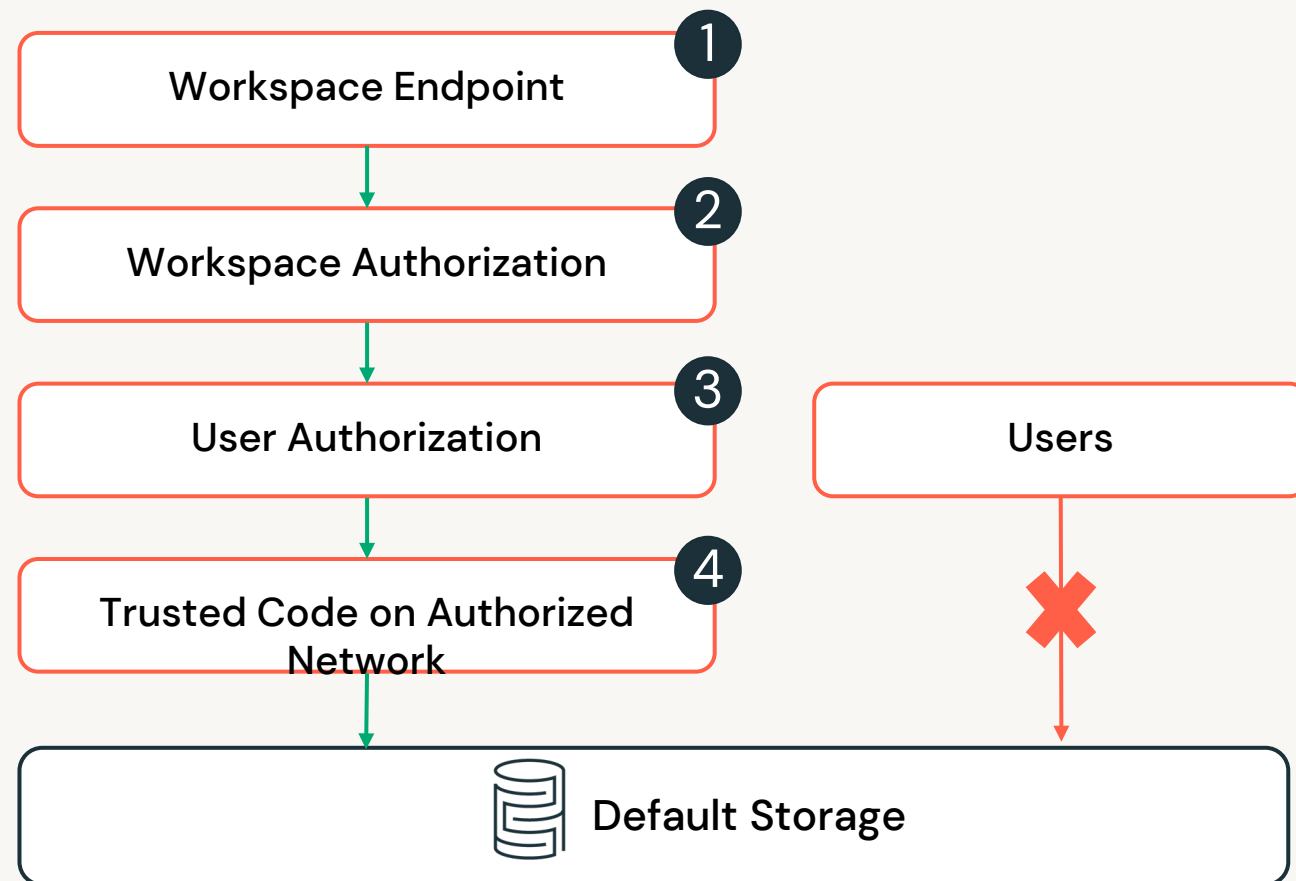 1
Workspace Endpoint
2
Workspace Authorization
3
User Authorization
Users
4
Trusted Code on Authorized
Network
Default Storage